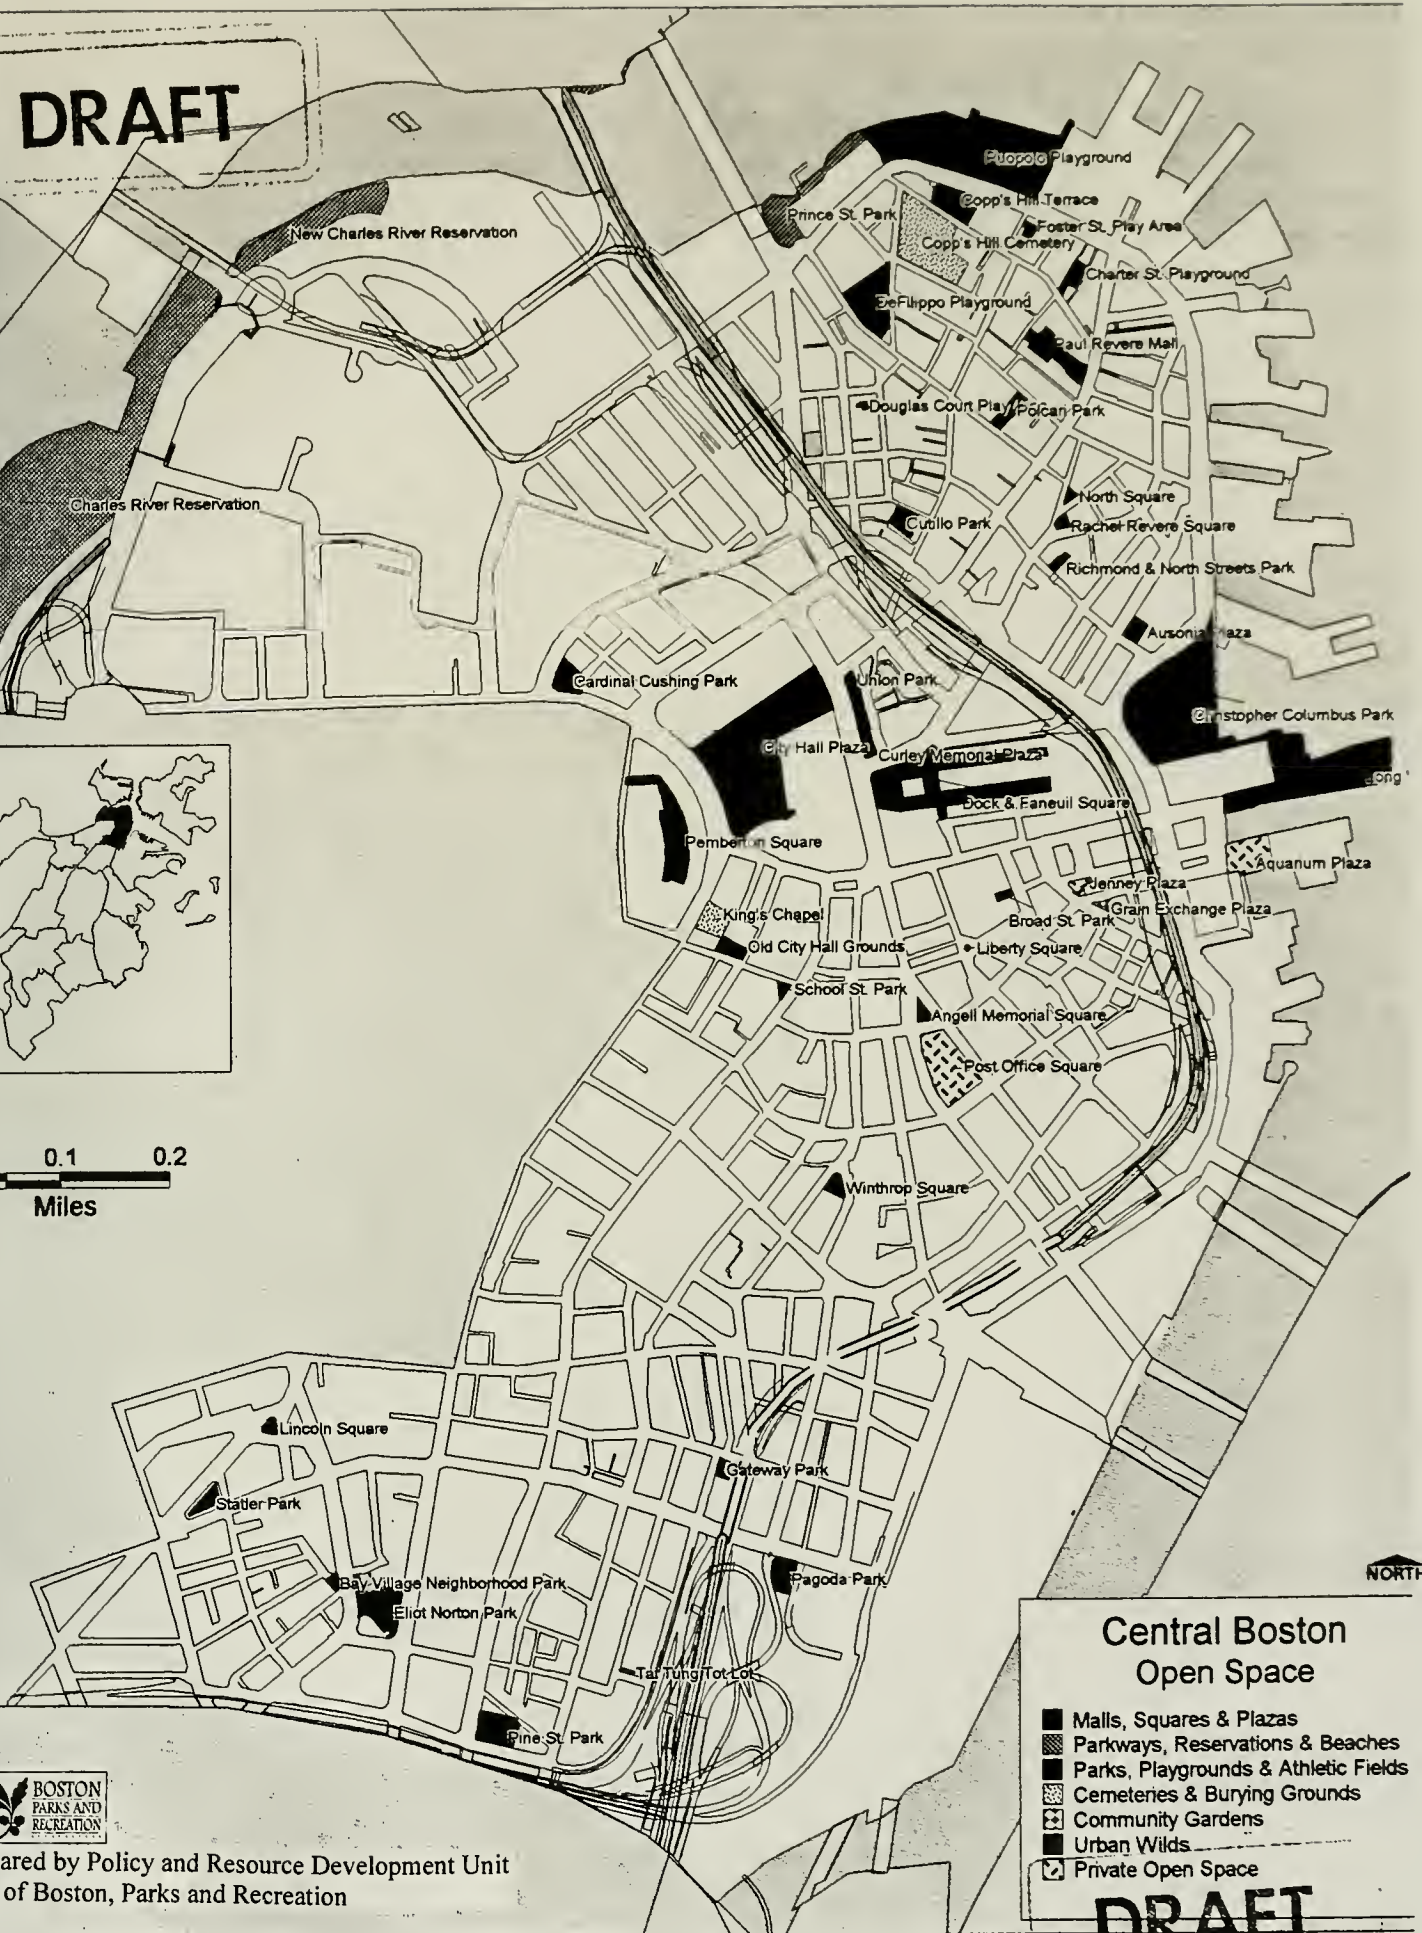 DRAFT
Puopolo Playground
Copp's Hill Terrace
Prince St. Park
Foster St. Play Area
New Charles River Reservation
Copp's Hill Cemetery
Charter St. Playground
DeFilippo Playground
Paul Revere Mall
Douglas Court Play
Polcari Park
North Square
Charles River Reservation
Cutillo Park
Rachel Revere Square
Richmond & North Streets Park
Ausonia Plaza
Cardinal Cushing Park
Union Park
Christopher Columbus Park
City Hall Plaza
Curley Memorial Plaza
Long
Dock & Faneuil Square
Pemberton Square
Aquarium Plaza
Jenney Plaza
King's Chapel
Grain Exchange Plaza
Broad St. Park
Old City Hall Grounds
Liberty Square
School St. Park
Angell Memorial Square
Post Office Square
0.1 0.2
Miles
Winthrop Square
Lincoln Square
Gateway Park
Statler Park
NORTH
Bay Village Neighborhood Park
Pagoda Park
Eliot Norton Park
Tai Tung Tot Lot
Pine St. Park
Central Boston
Open Space
Malls, Squares & Plazas
Parkways, Reservations & Beaches
Parks, Playgrounds & Athletic Fields
Cemeteries & Burying Grounds
Community Gardens
Urban Wilds
Private Open Space
DRAFT
BOSTON
PARKS AND
RECREATION
ared by Policy and Resource Development Unit
of Boston, Parks and Recreation